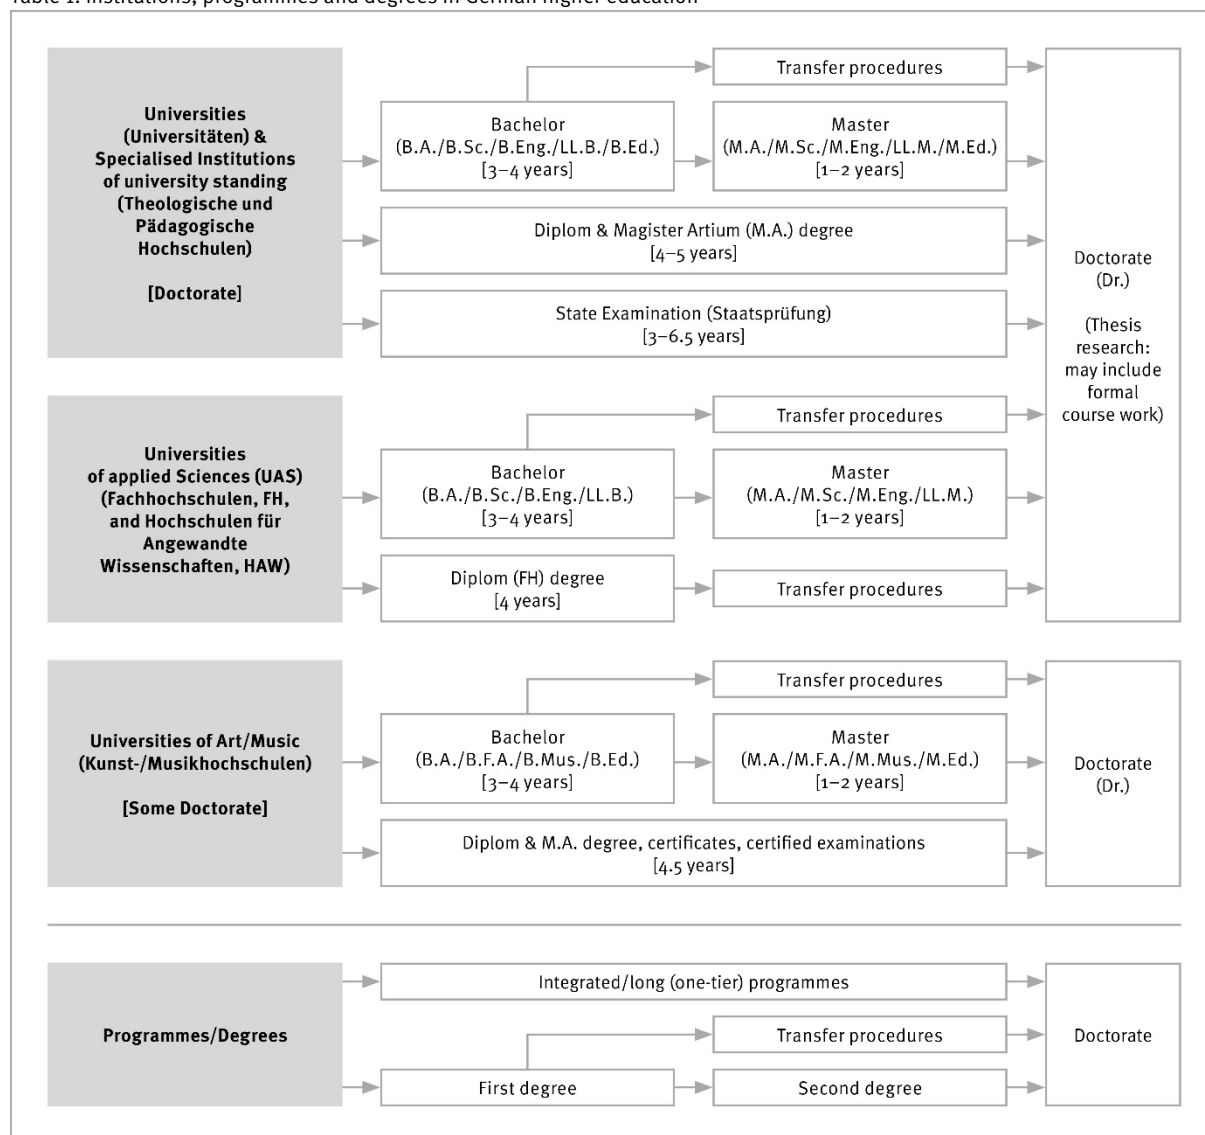 Table 1: Institutions, programmes and degrees in German higher education
Universities
(Universitäten) &
Specialised Institutions
of university standing
(Theologische und
Pädagogische
Hochschulen)
[Doctorate]
Transfer procedures
Bachelor
(B.A./B.Sc./B.Eng./LL.B./B.Ed.)
[3–4 years]
Master
(M.A./M.Sc./M.Eng./LL.M./M.Ed.)
[1–2 years]
Diplom & Magister Artium (M.A.) degree
[4–5 years]
State Examination (Staatsprüfung)
[3–6.5 years]
Doctorate
(Dr.)
(Thesis
research:
may include
formal
course work)
Universities
of applied Sciences (UAS)
(Fachhochschulen, FH,
and Hochschulen für
Angewandte
Wissenschaften, HAW)
Transfer procedures
Bachelor
(B.A./B.Sc./B.Eng./LL.B.)
[3–4 years]
Master
(M.A./M.Sc./M.Eng./LL.M.)
[1–2 years]
Diplom (FH) degree
[4 years]
Transfer procedures
Universities of Art/Music
(Kunst-/Musikhochschulen)
[Some Doctorate]
Transfer procedures
Bachelor
(B.A./B.F.A./B.Mus./B.Ed.)
[3–4 years]
Master
(M.A./M.F.A./M.Mus./M.Ed.)
[1–2 years]
Diplom & M.A. degree, certificates, certified examinations
[4.5 years]
Doctorate
(Dr.)
Programmes/Degrees
Integrated/long (one-tier) programmes
Transfer procedures
First degree
Second degree
Doctorate